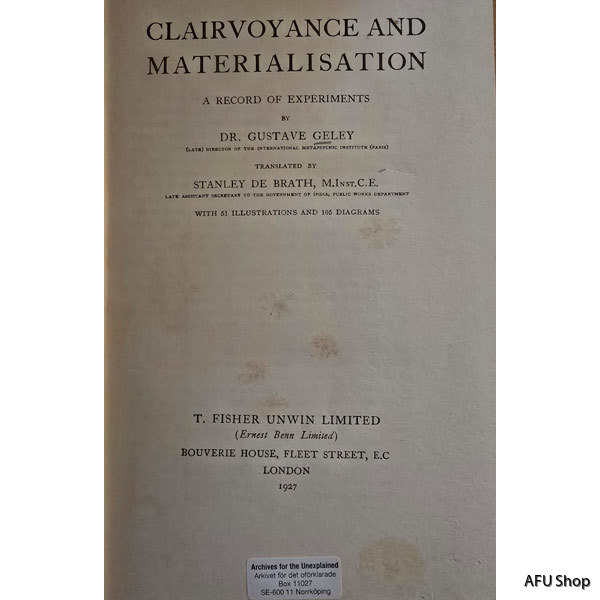 CLAIRVOYANCE AND
MATERIALISATION
A RECORD OF EXPERIMENTS
BY
DR. GUSTAVE GELEY
(LATE) DIRECTOR OF THE INTERNATIONAL METAPSYCHIC INSTITUTE (PARIS)
TRANSLATED BY
STANLEY DE BRATH, M.INST.C.E.
LATE ASSISTANT SECRETARY TO THE GOVERNMENT OF INDIA, PUBLIC WORKS DEPARTMENT
WITH 51 ILLUSTRATIONS AND 105 DIAGRAMS
T. FISHER UNWIN LIMITED
(Ernest Benn Limited)
BOUVERIE HOUSE, FLEET STREET, E.C
LONDON
1927
Archives for the Unexplained
Arkivet för det oförklarade
Box 11027
SE-600 11 Norrköping
AFU Shop